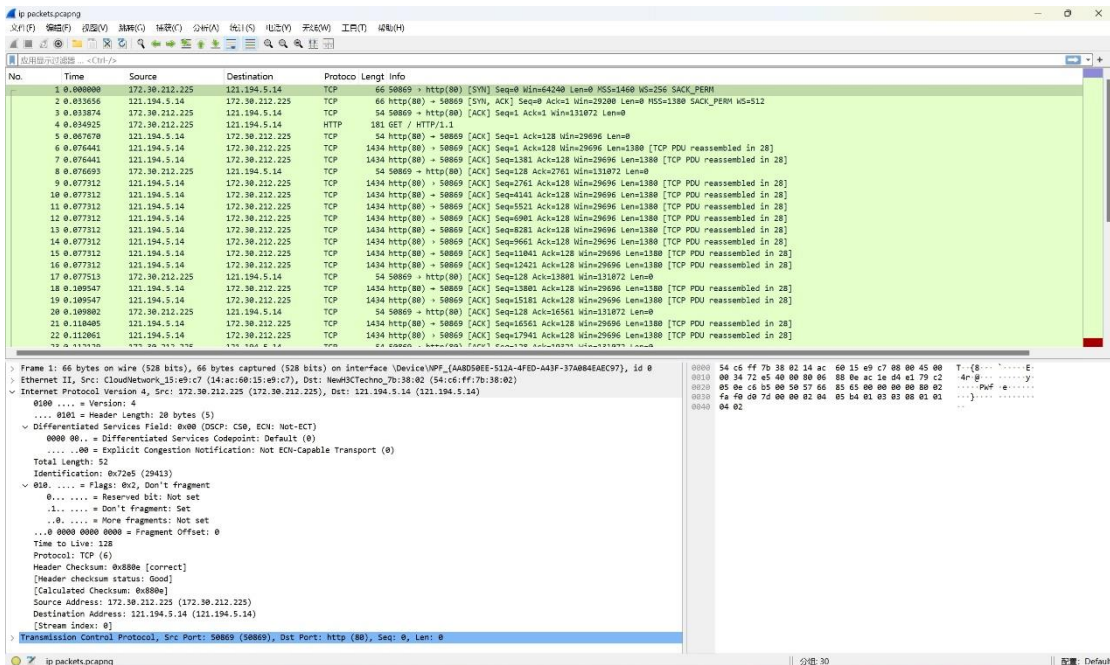 ip packets.pcapng
文件(F) 编辑(E) 视图(V) 跳转(G) 捕获(C) 分析(A) 统计(S) 电话(Y) 无线(W) 工具(T) 帮助(H)
应用显示过滤器 … <Ctrl-/>
No. Time Source Destination Protoco Lengt Info
1 0.000000 172.30.212.225 121.194.5.14 TCP 66 50869 → http(80) [SYN] Seq=0 Win=64240 Len=0 MSS=1460 WS=256 SACK_PERM
2 0.033656 121.194.5.14 172.30.212.225 TCP 66 http(80) → 50869 [SYN, ACK] Seq=0 Ack=1 Win=29200 Len=0 MSS=1380 SACK_PERM WS=512
3 0.033874 172.30.212.225 121.194.5.14 TCP 54 50869 → http(80) [ACK] Seq=1 Ack=1 Win=131072 Len=0
4 0.034925 172.30.212.225 121.194.5.14 HTTP 181 GET / HTTP/1.1
5 0.067670 121.194.5.14 172.30.212.225 TCP 54 http(80) → 50869 [ACK] Seq=1 Ack=128 Win=29696 Len=0
6 0.076441 121.194.5.14 172.30.212.225 TCP 1434 http(80) → 50869 [ACK] Seq=1 Ack=128 Win=29696 Len=1380 [TCP PDU reassembled in 28]
7 0.076441 121.194.5.14 172.30.212.225 TCP 1434 http(80) → 50869 [ACK] Seq=1381 Ack=128 Win=29696 Len=1380 [TCP PDU reassembled in 28]
8 0.076693 172.30.212.225 121.194.5.14 TCP 54 50869 → http(80) [ACK] Seq=128 Ack=2761 Win=131072 Len=0
9 0.077312 121.194.5.14 172.30.212.225 TCP 1434 http(80) → 50869 [ACK] Seq=2761 Ack=128 Win=29696 Len=1380 [TCP PDU reassembled in 28]
10 0.077312 121.194.5.14 172.30.212.225 TCP 1434 http(80) → 50869 [ACK] Seq=4141 Ack=128 Win=29696 Len=1380 [TCP PDU reassembled in 28]
11 0.077312 121.194.5.14 172.30.212.225 TCP 1434 http(80) → 50869 [ACK] Seq=5521 Ack=128 Win=29696 Len=1380 [TCP PDU reassembled in 28]
12 0.077312 121.194.5.14 172.30.212.225 TCP 1434 http(80) → 50869 [ACK] Seq=6901 Ack=128 Win=29696 Len=1380 [TCP PDU reassembled in 28]
13 0.077312 121.194.5.14 172.30.212.225 TCP 1434 http(80) → 50869 [ACK] Seq=8281 Ack=128 Win=29696 Len=1380 [TCP PDU reassembled in 28]
14 0.077312 121.194.5.14 172.30.212.225 TCP 1434 http(80) → 50869 [ACK] Seq=9661 Ack=128 Win=29696 Len=1380 [TCP PDU reassembled in 28]
15 0.077312 121.194.5.14 172.30.212.225 TCP 1434 http(80) → 50869 [ACK] Seq=11041 Ack=128 Win=29696 Len=1380 [TCP PDU reassembled in 28]
16 0.077312 121.194.5.14 172.30.212.225 TCP 1434 http(80) → 50869 [ACK] Seq=12421 Ack=128 Win=29696 Len=1380 [TCP PDU reassembled in 28]
17 0.077513 172.30.212.225 121.194.5.14 TCP 54 50869 → http(80) [ACK] Seq=128 Ack=13801 Win=131072 Len=0
18 0.109547 121.194.5.14 172.30.212.225 TCP 1434 http(80) → 50869 [ACK] Seq=13801 Ack=128 Win=29696 Len=1380 [TCP PDU reassembled in 28]
19 0.109547 121.194.5.14 172.30.212.225 TCP 1434 http(80) → 50869 [ACK] Seq=15181 Ack=128 Win=29696 Len=1380 [TCP PDU reassembled in 28]
20 0.109802 172.30.212.225 121.194.5.14 TCP 54 50869 → http(80) [ACK] Seq=128 Ack=16561 Win=131072 Len=0
21 0.110405 121.194.5.14 172.30.212.225 TCP 1434 http(80) → 50869 [ACK] Seq=16561 Ack=128 Win=29696 Len=1380 [TCP PDU reassembled in 28]
22 0.112061 121.194.5.14 172.30.212.225 TCP 1434 http(80) → 50869 [ACK] Seq=17941 Ack=128 Win=29696 Len=1380 [TCP PDU reassembled in 28]
Frame 1: 66 bytes on wire (528 bits), 66 bytes captured (528 bits) on interface \Device\NPF_{AA8D50EE-512A-4FED-A43F-37A084EAEC97}, id 0
Ethernet II, Src: CloudNetwork_15:e9:c7 (14:ac:60:15:e9:c7), Dst: NewH3CTechno_7b:38:02 (54:c6:ff:7b:38:02)
Internet Protocol Version 4, Src: 172.30.212.225 (172.30.212.225), Dst: 121.194.5.14 (121.194.5.14)
0100 .... = Version: 4
.... 0101 = Header Length: 20 bytes (5)
Differentiated Services Field: 0x00 (DSCP: CS0, ECN: Not-ECT)
0000 00.. = Differentiated Services Codepoint: Default (0)
.... ..00 = Explicit Congestion Notification: Not ECN-Capable Transport (0)
Total Length: 52
Identification: 0x72e5 (29413)
010. .... = Flags: 0x2, Don't fragment
0... .... = Reserved bit: Not set
.1.. .... = Don't fragment: Set
..0. .... = More fragments: Not set
...0 0000 0000 0000 = Fragment Offset: 0
Time to Live: 128
Protocol: TCP (6)
Header Checksum: 0x880e [correct]
[Header checksum status: Good]
[Calculated Checksum: 0x880e]
Source Address: 172.30.212.225 (172.30.212.225)
Destination Address: 121.194.5.14 (121.194.5.14)
[Stream index: 0]
Transmission Control Protocol, Src Port: 50869 (50869), Dst Port: http (80), Seq: 0, Len: 0
0000 54 c6 ff 7b 38 02 14 ac 60 15 e9 c7 08 00 45 00 T··{8···`·····E·
0010 00 34 72 e5 40 00 80 06 88 0e ac 1e d4 e1 79 c2 ·4r·@·········y·
0020 05 0e c6 b5 00 50 57 66 85 65 00 00 00 00 80 02 ·····PWf·e······
0030 fa f0 d0 7d 00 00 02 04 05 b4 01 03 03 08 01 01 ···}············
0040 04 02 ··
ip packets.pcapng
分组: 30
配置: Default